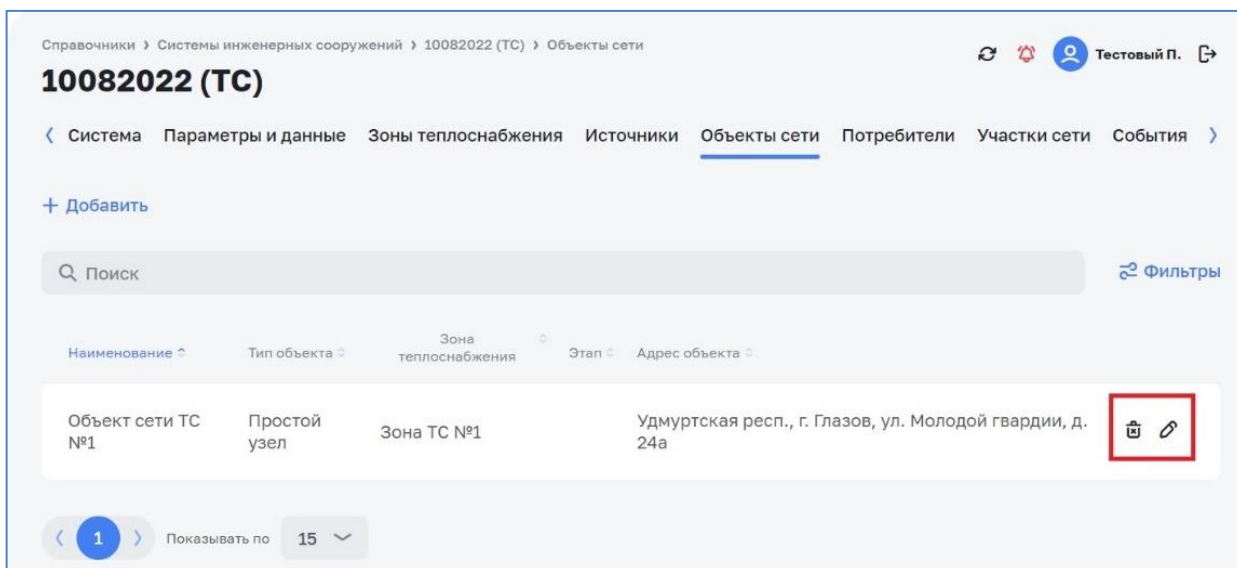 Справочники > Системы инженерных сооружений > 10082022 (ТС) > Объекты сети
Тестовый П.
10082022 (ТС)
Система Параметры и данные Зоны теплоснабжения Источники Объекты сети Потребители Участки сети События
+ Добавить
Поиск
Фильтры
Наименование Тип объекта Зона теплоснабжения Этап Адрес объекта
Объект сети ТС №1
Простой узел
Зона ТС №1
Удмуртская респ., г. Глазов, ул. Молодой гвардии, д. 24а
1 Показывать по 15